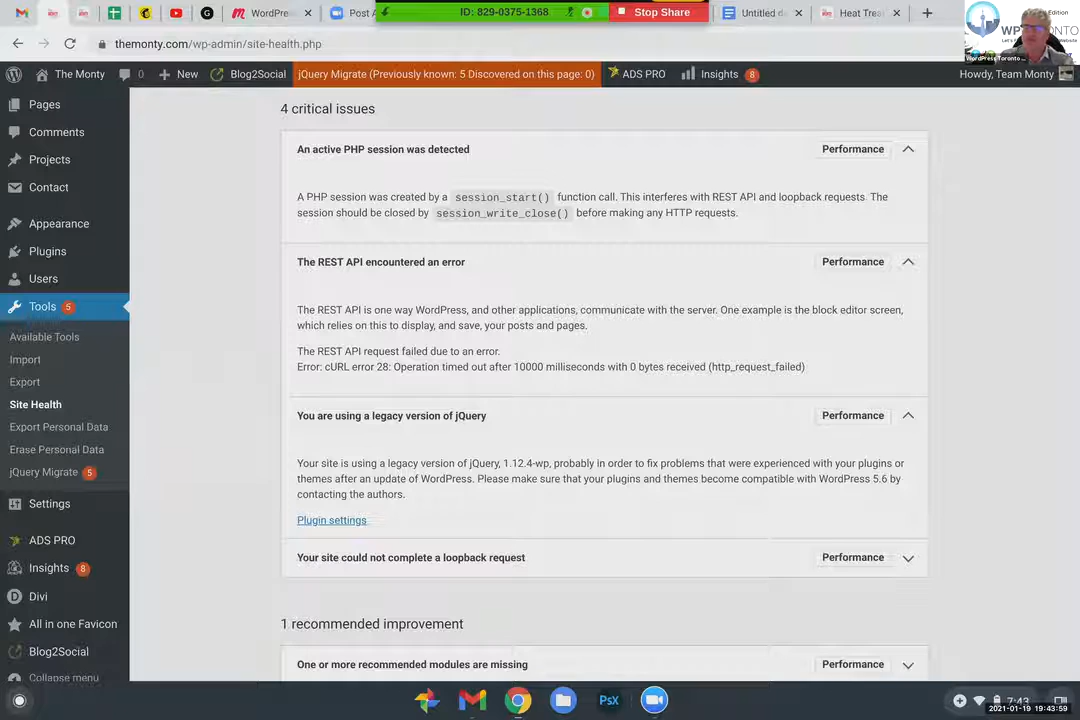 WordPres
Post A
ID: 829-0375-1368
Stop Share
Untitled d
Heat Trea
Edition
WP
TORONTO
themonty.com/wp-admin/site-health.php
WordPress Toronto ...
The Monty
0
New
Blog2Social
jQuery Migrate (Previously known: 5 Discovered on this page: 0)
ADS PRO
Insights
8
Howdy, Team Monty
Pages
Comments
Projects
Contact
Appearance
Plugins
Users
Tools
5
Available Tools
Import
Export
Site Health
Export Personal Data
Erase Personal Data
jQuery Migrate
5
Settings
ADS PRO
Insights
8
Divi
All in one Favicon
Blog2Social
Collapse menu
4 critical issues
An active PHP session was detected
Performance
A PHP session was created by a session_start() function call. This interferes with REST API and loopback requests. The
session should be closed by session_write_close() before making any HTTP requests.
The REST API encountered an error
Performance
The REST API is one way WordPress, and other applications, communicate with the server. One example is the block editor screen,
which relies on this to display, and save, your posts and pages.
The REST API request failed due to an error.
Error: cURL error 28: Operation timed out after 10000 milliseconds with 0 bytes received (http_request_failed)
You are using a legacy version of jQuery
Performance
Your site is using a legacy version of jQuery, 1.12.4-wp, probably in order to fix problems that were experienced with your plugins or
themes after an update of WordPress. Please make sure that your plugins and themes become compatible with WordPress 5.6 by
contacting the authors.
Plugin settings
Your site could not complete a loopback request
Performance
1 recommended improvement
One or more recommended modules are missing
Performance
PsX
7:43
2021-01-19 19:43:59